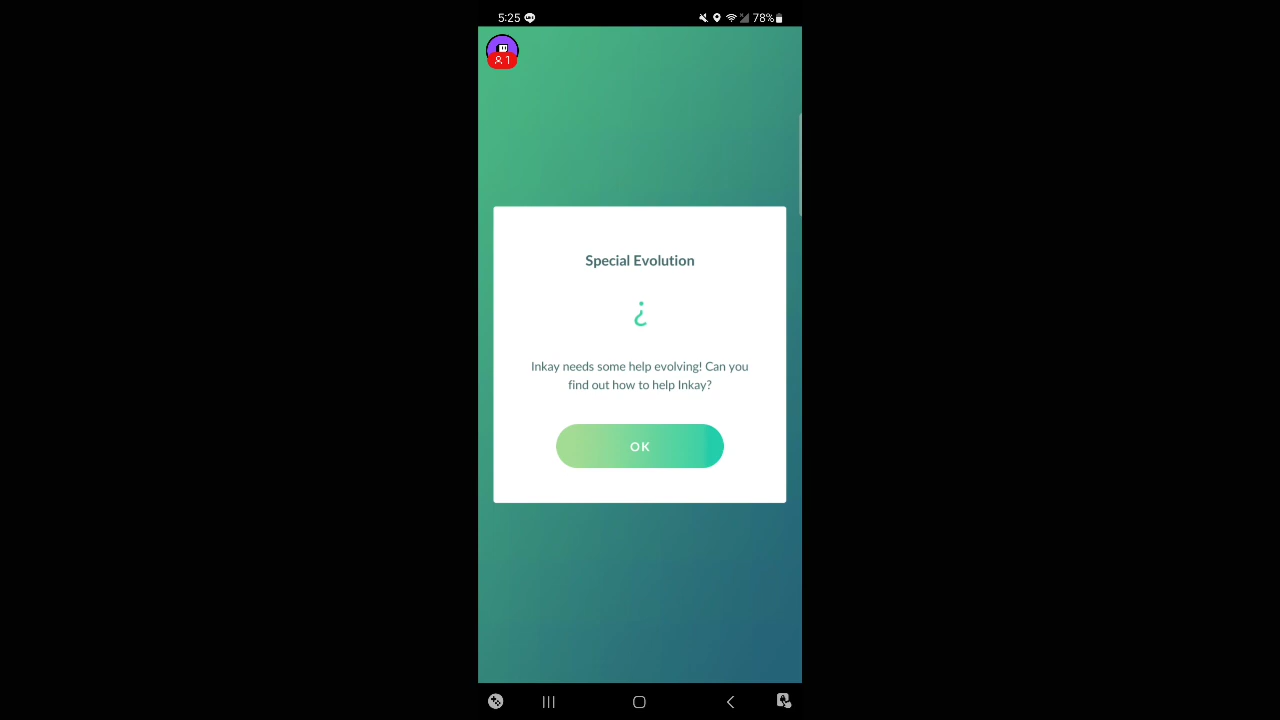 5:25
78%
1
Special Evolution
¿
Inkay needs some help evolving! Can you
find out how to help Inkay?
OK